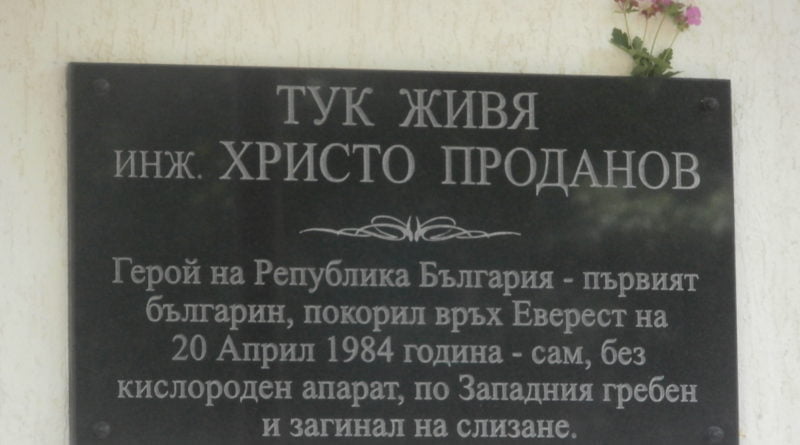 ТУК ЖИВЯ
инж. ХРИСТО ПРОДАНОВ
Герой на Република България - първият
българин, покорил връх Еверест на
20 Април 1984 година - сам, без
кислороден апарат, по Западния гребен
и загинал на слизане.